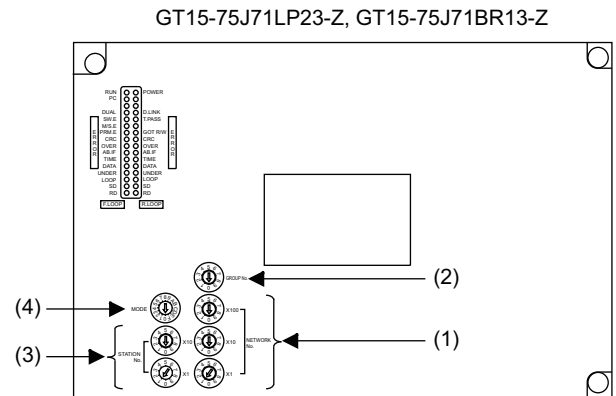 GT15-75J71LP23-Z, GT15-75J71BR13-Z
RUN POWER
PC
DUAL D.LINK
SW.E T.PASS
M/S.E
PRM.E GOT R/W
CRC CRC
OVER OVER
AB.IF AB.IF
TIME TIME
DATA DATA
UNDER UNDER
LOOP LOOP
SD SD
RD RD
ERROR ERROR
F.LOOP R.LOOP
GROUP No. (2)
(4) MODE X100
(3) STATION No. X10 X10 NETWORK No. (1)
X1 X1